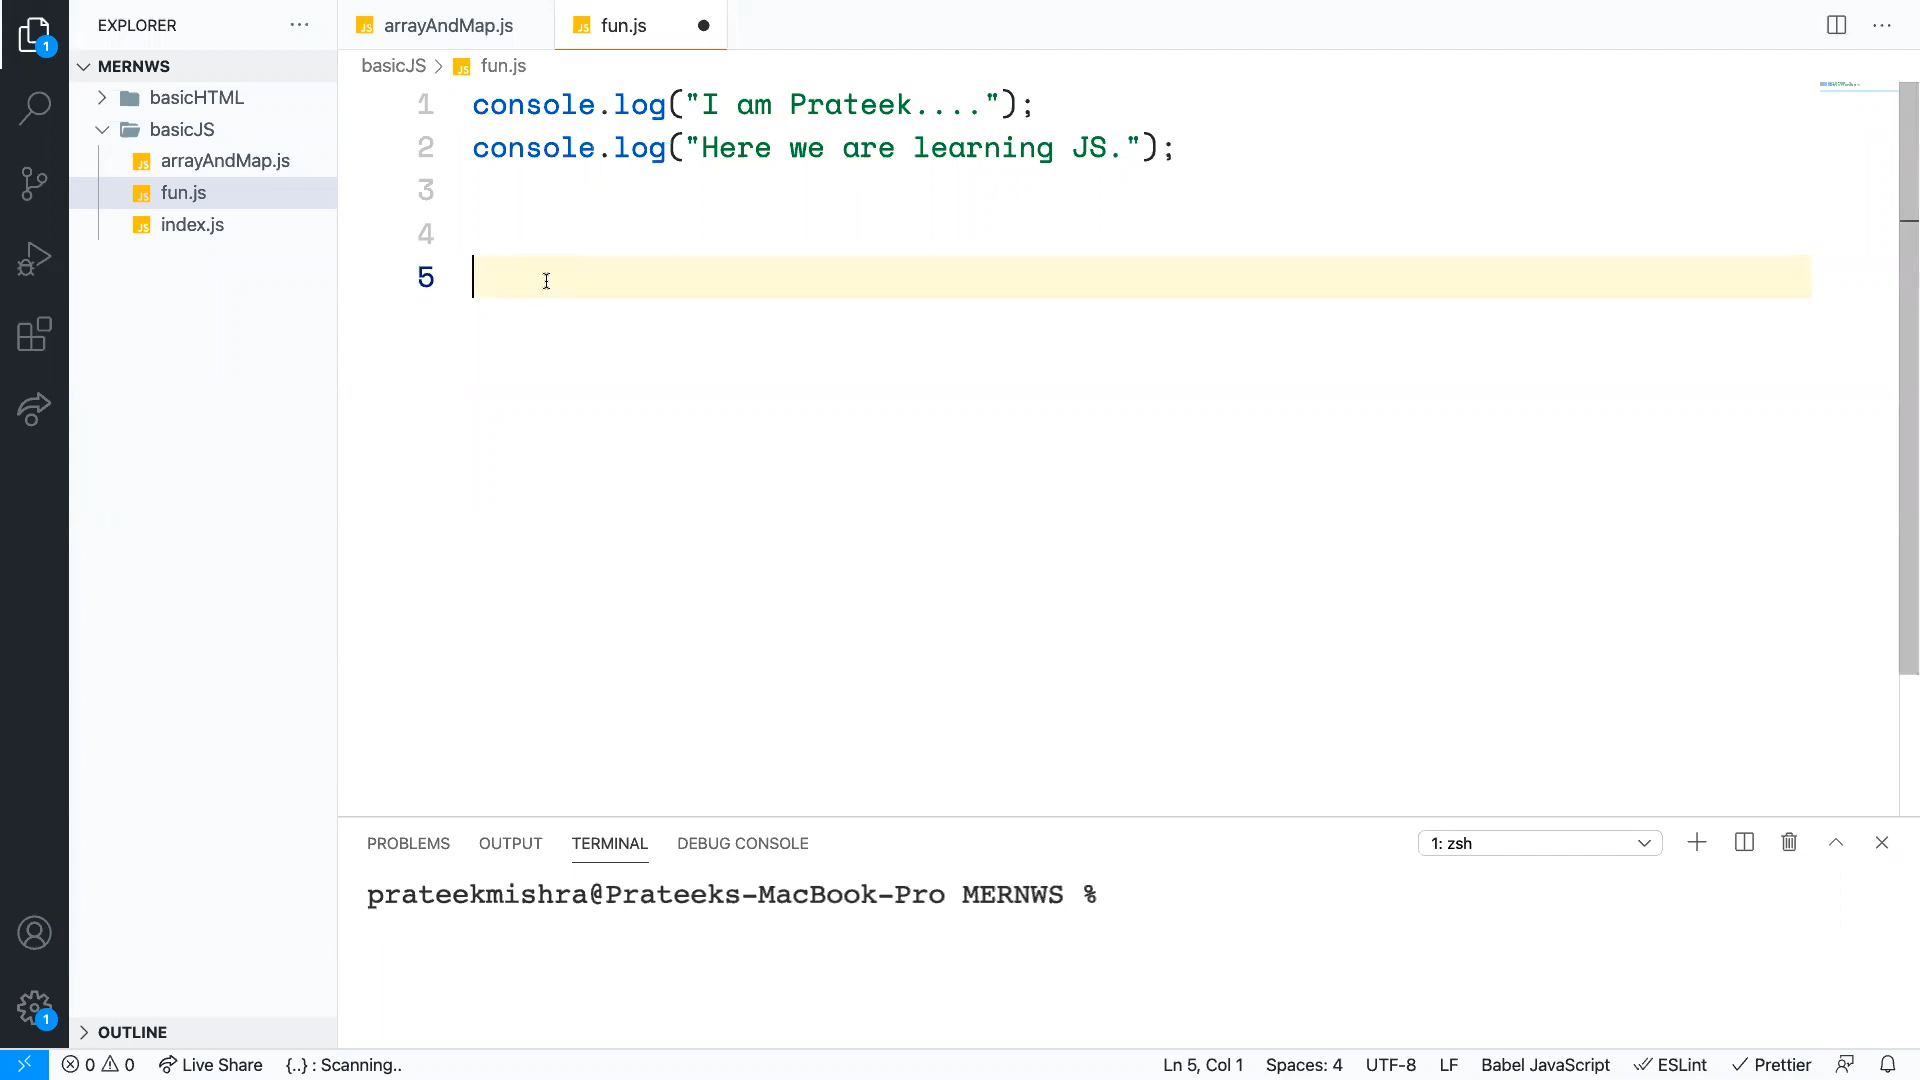 EXPLORER
arrayAndMap.js
fun.js
MERNWS
basicHTML
basicJS
arrayAndMap.js
fun.js
index.js
basicJS > JS fun.js
1 console.log("I am Prateek....");
2 console.log("Here we are learning JS.");
3
4
5
PROBLEMS OUTPUT TERMINAL DEBUG CONSOLE 1: zsh
prateekmishra@Prateeks-MacBook-Pro MERNWS %
1
1
OUTLINE
0 0 Live Share {..} : Scanning.. Ln 5, Col 1 Spaces: 4 UTF-8 LF Babel JavaScript ESLint Prettier